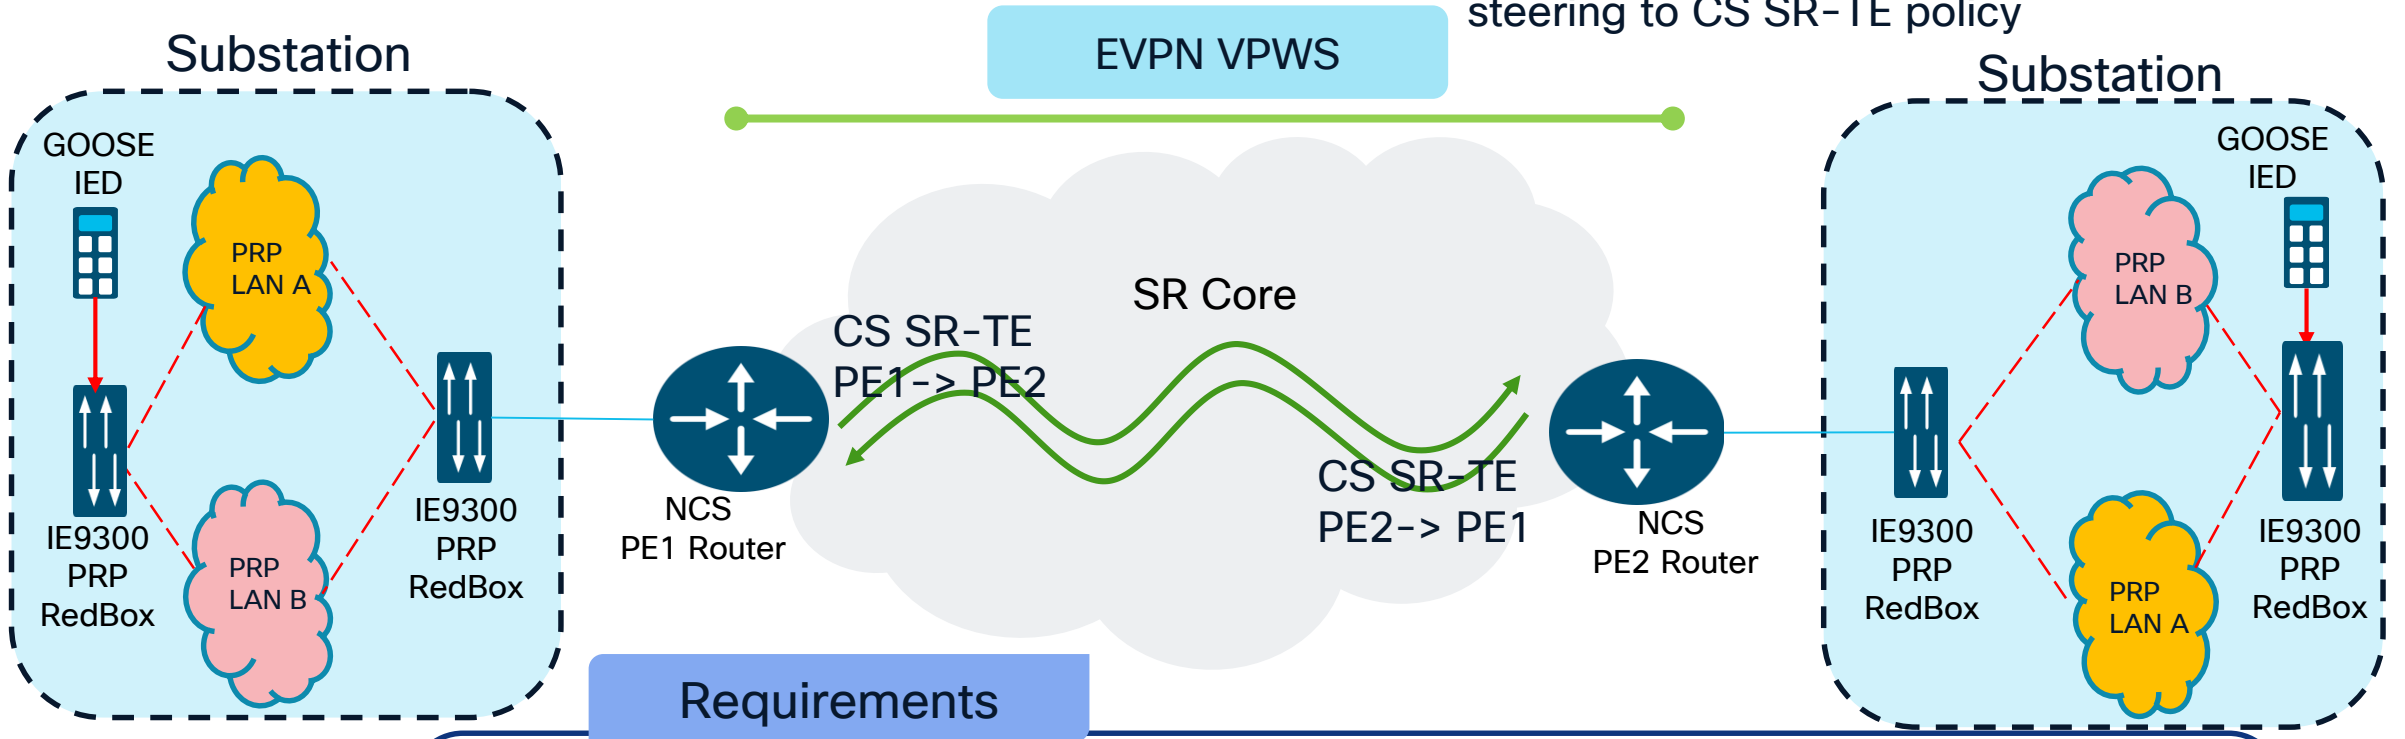 steering to CS SR-TE policy
EVPN VPWS
Substation
Substation
GOOSE
IED
PRP
LAN A
PRP
LAN B
IE9300
PRP
RedBox
IE9300
PRP
RedBox
NCS
PE1 Router
SR Core
CS SR-TE
PE1-> PE2
CS SR-TE
PE2-> PE1
NCS
PE2 Router
GOOSE
IED
PRP
LAN B
PRP
LAN A
IE9300
PRP
RedBox
IE9300
PRP
RedBox
Requirements